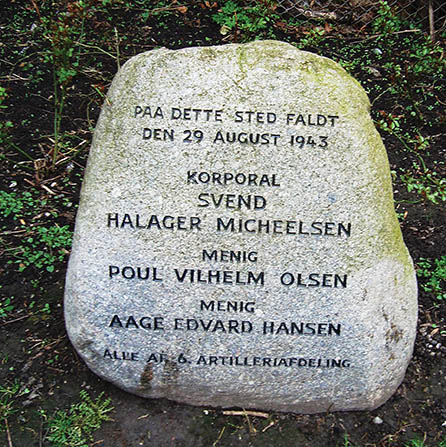 PAA DETTE STED FALDT
DEN 29 AUGUST 1943
KORPORAL
SVEND
HALAGER MICHEELSEN
MENIG
POUL VILHELM OLSEN
MENIG
AAGE EDVARD HANSEN
ALLE AF 6. ARTILLERIAFDELING.